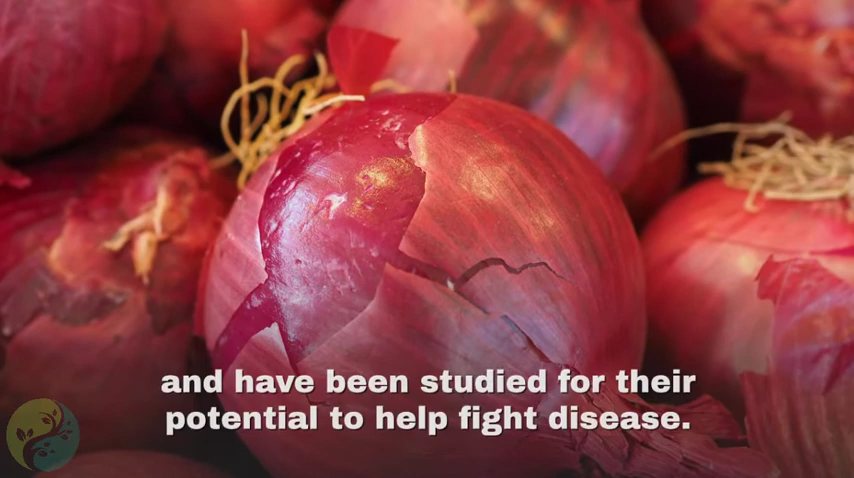 and have been studied for their
potential to help fight disease.